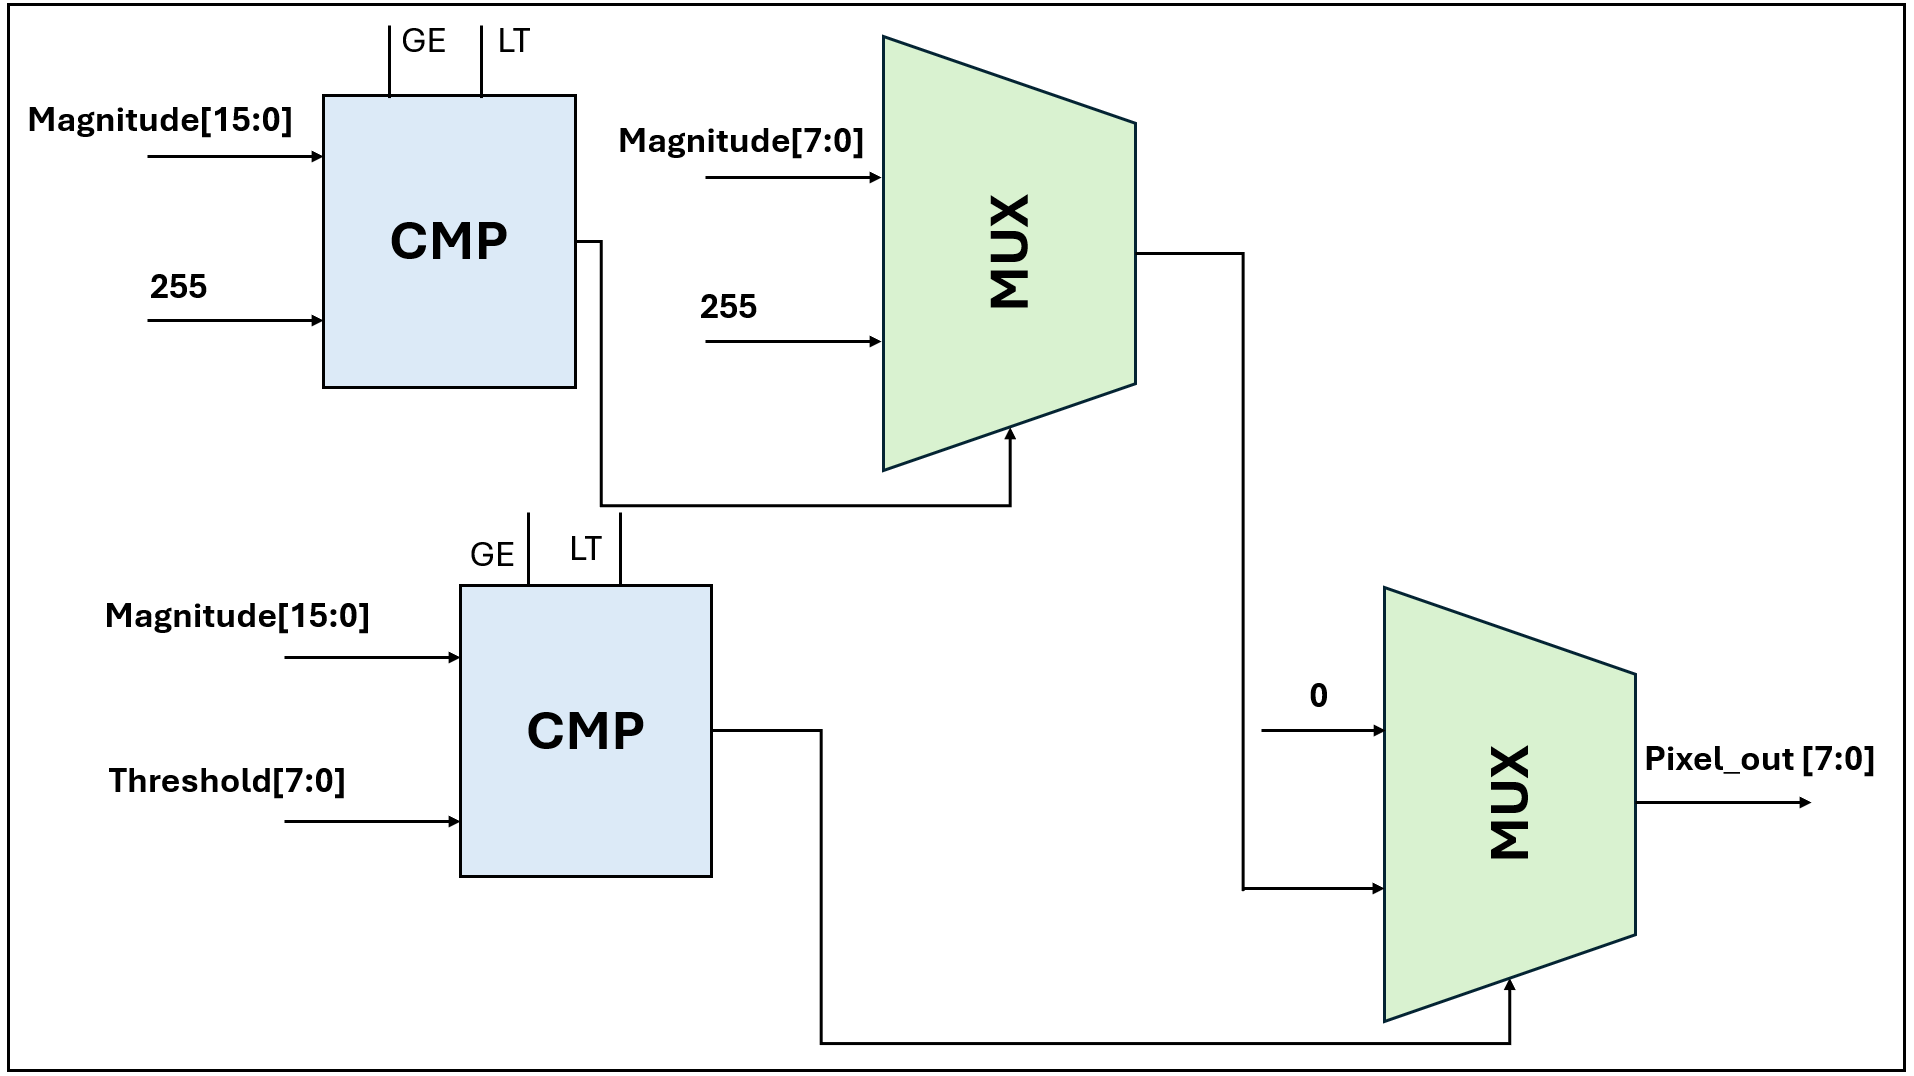 GE
LT
Magnitude[15:0]
255
CMP
Magnitude[7:0]
255
MUX
GE
LT
Magnitude[15:0]
Threshold[7:0]
CMP
0
MUX
Pixel_out [7:0]